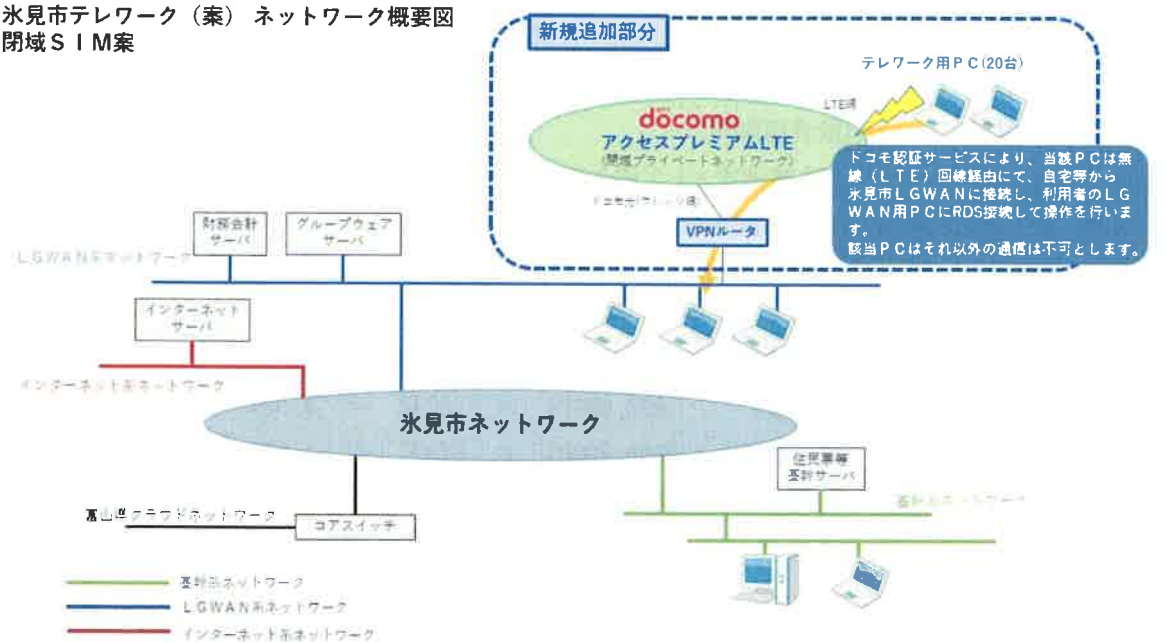 氷見市テレワーク（案） ネットワーク概要図
閉域ＳＩＭ案
新規追加部分
テレワーク用ＰＣ(20台)
docomo
アクセスプレミアムLTE
(閉域プライベートネットワーク)
LTE網
ドコモ認証サービスにより、当該ＰＣは無
線（ＬＴＥ）回線経由にて、自宅等から
氷見市ＬＧＷＡＮに接続し、利用者のＬＧ
ＷＡＮ用ＰＣにRDS接続して操作を行いま
す。
該当ＰＣはそれ以外の通信は不可とします。
VPNルータ
財務会計
サーバ
グループウェア
サーバ
ＬＧＷＡＮ系ネットワーク
インターネット
サーバ
インターネット系ネットワーク
氷見市ネットワーク
住民票等
基幹サーバ
基幹系ネットワーク
富山県クラウドネットワーク
コアスイッチ
基幹系ネットワーク
ＬＧＷＡＮ系ネットワーク
インターネット系ネットワーク